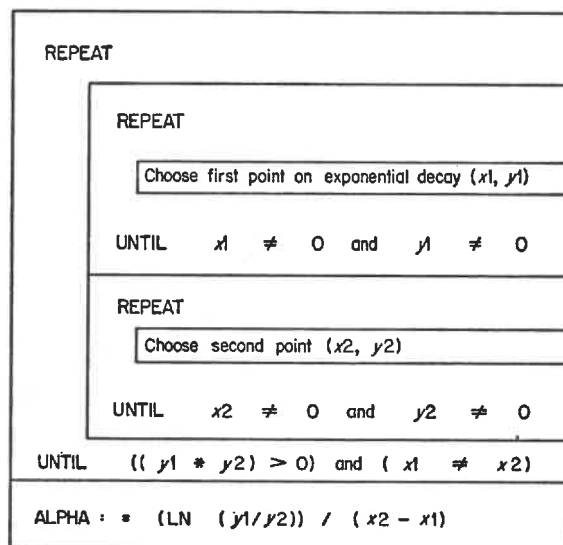 REPEAT
REPEAT
Choose first point on exponential decay (x1, y1)
UNTIL x1 ≠ 0 and y1 ≠ 0
REPEAT
Choose second point (x2, y2)
UNTIL x2 ≠ 0 and y2 ≠ 0
UNTIL (( y1 * y2) > 0) and ( x1 ≠ x2)
ALPHA : = (LN (y1/y2)) / (x2 – x1)